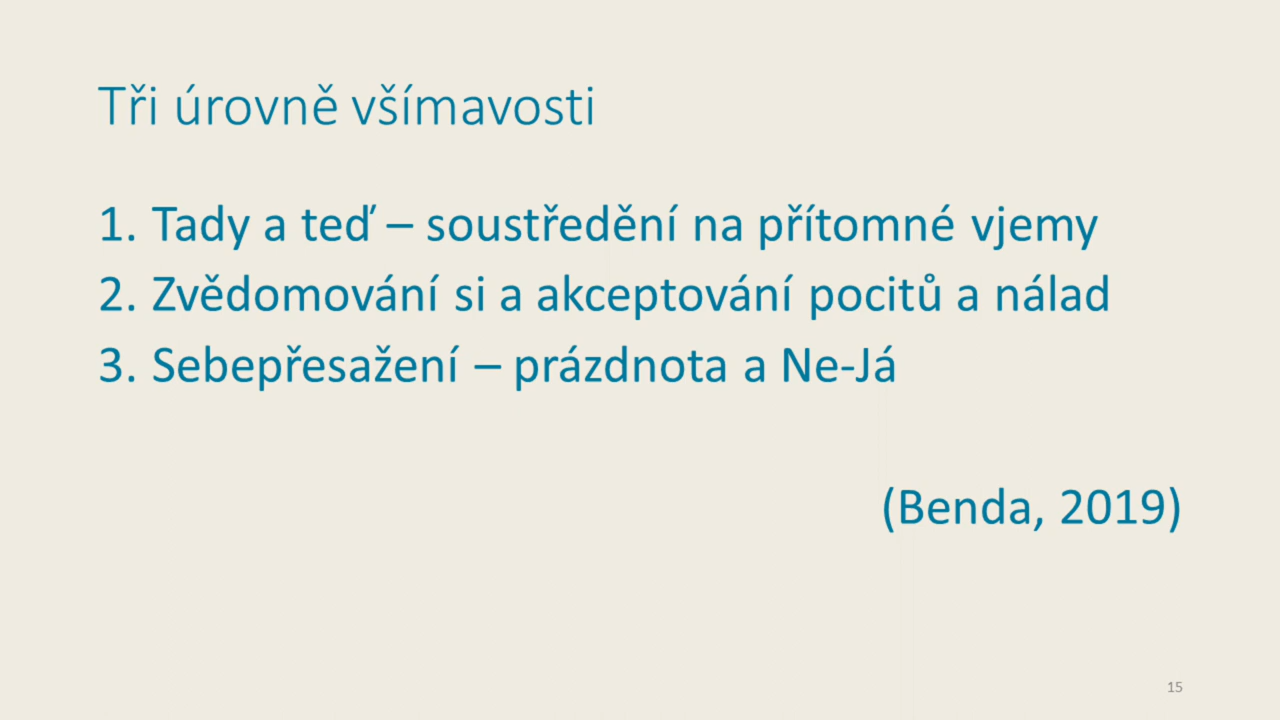 Tři úrovně všímavosti
1. Tady a teď – soustředění na přítomné vjemy
2. Zvědomování si a akceptování pocitů a nálad
3. Sebepřesažení – prázdnota a Ne-Já
(Benda, 2019)
15